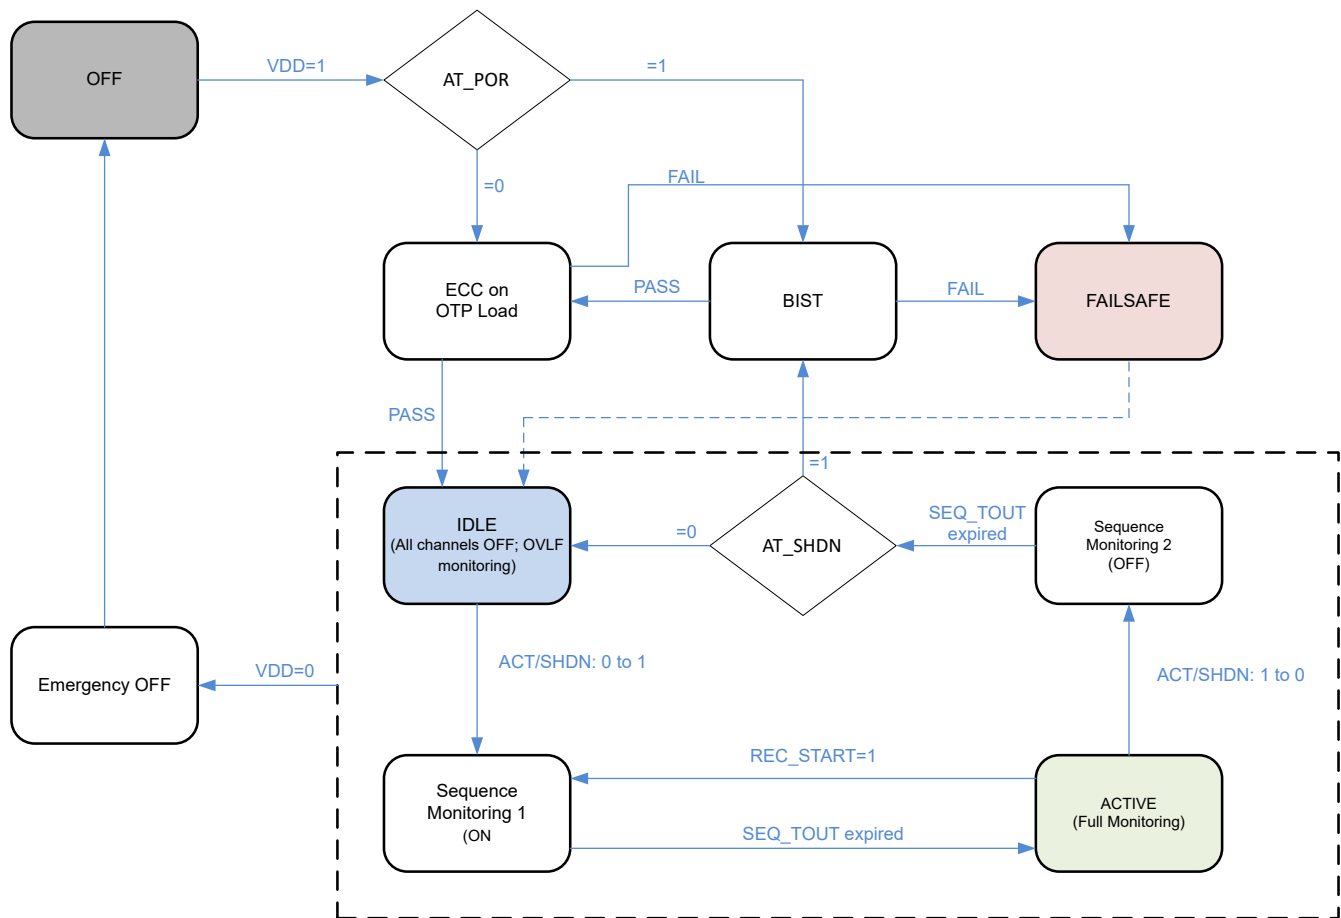 OFF
VDD=1
AT_POR
=1
=0
FAIL
ECC on
OTP Load
PASS
BIST
FAIL
FAILSAFE
PASS
=1
IDLE
(All channels OFF; OVLF
monitoring)
=0
AT_SHDN
SEQ_TOUT
expired
Sequence
Monitoring 2
(OFF)
Emergency OFF
VDD=0
ACT/SHDN: 0 to 1
ACT/SHDN: 1 to 0
Sequence
Monitoring 1
(ON
REC_START=1
SEQ_TOUT expired
ACTIVE
(Full Monitoring)